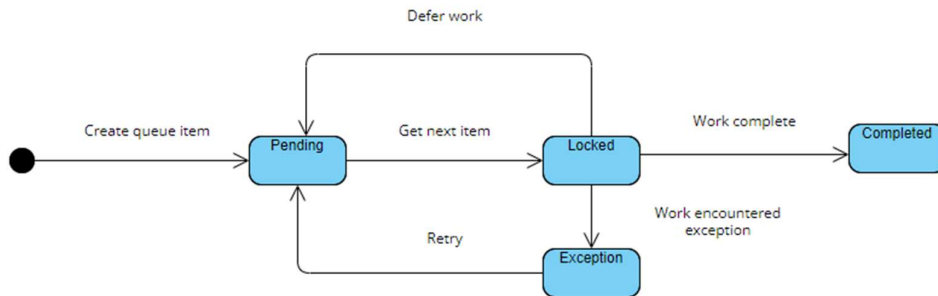 Defer work
Create queue item
Get next item
Work complete
Pending
Locked
Completed
Work encountered
exception
Retry
Exception